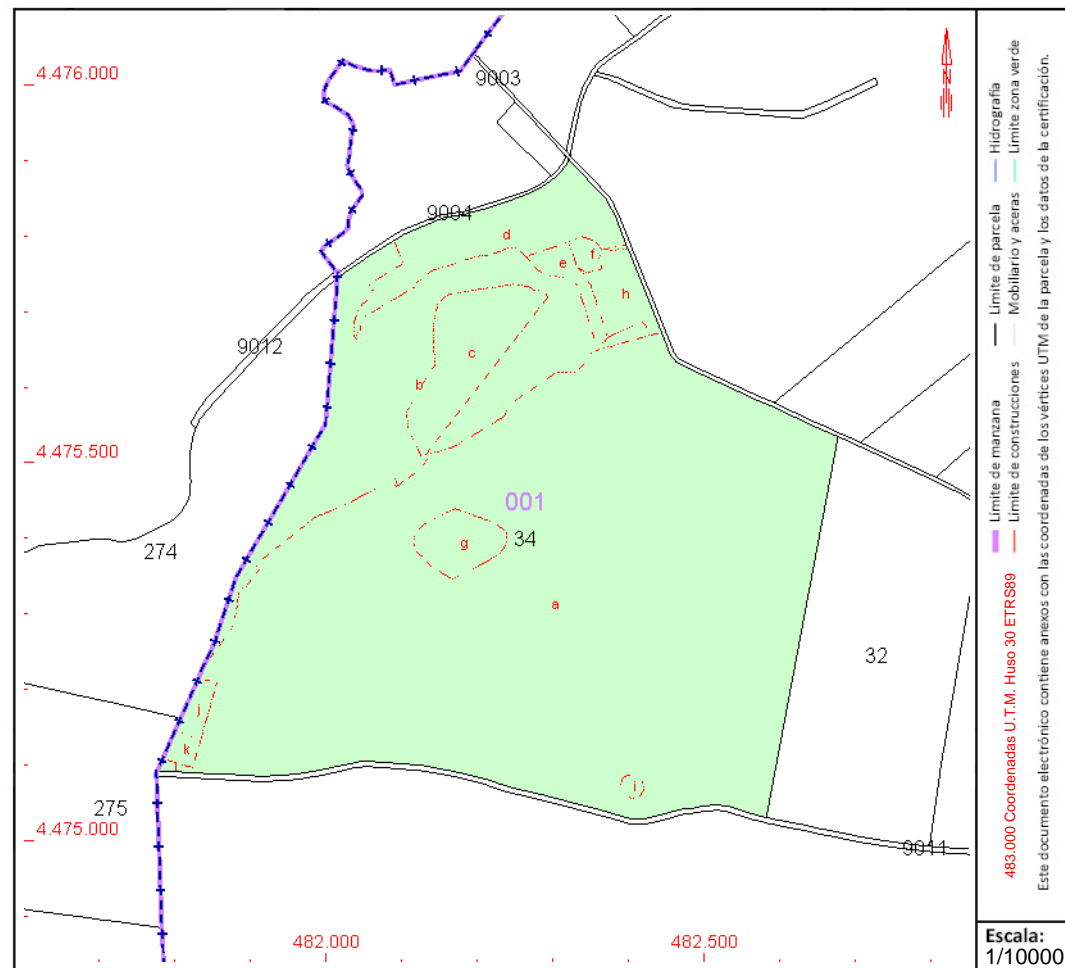 4.476.000
9003
9004
d
e
f
h
9012
c
b
4.475.500
001
34
274
g
a
32
j
k
i
275
4.475.000
9011
482.000
482.500
N
Hidrografía
Límite zona verde
Límite de parcela
Mobiliario y aceras
Límite de manzana
Límite de construcciones
483.000 Coordenadas U.T.M. Huso 30 ETRS89
Este documento electrónico contiene anexos con las coordenadas de los vértices UTM de la parcela y los datos de la certificación.
Escala:
1/10000